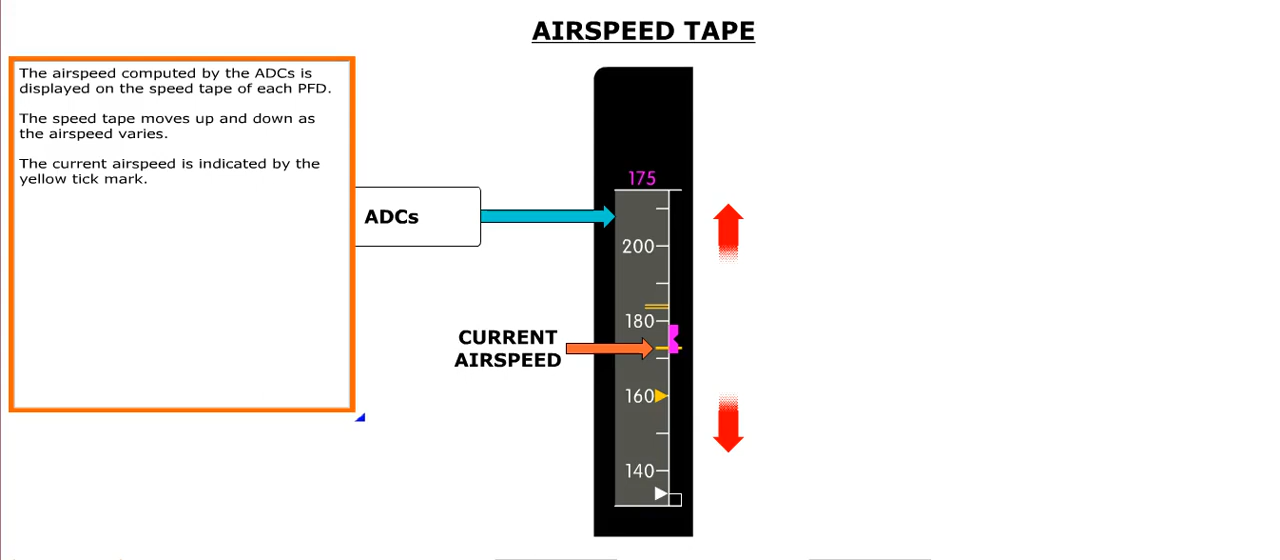 AIRSPEED TAPE
The airspeed computed by the ADCs is
displayed on the speed tape of each PFD.
The speed tape moves up and down as
the airspeed varies.
The current airspeed is indicated by the
yellow tick mark.
ADCs
CURRENT
AIRSPEED
175
200
180
160
140